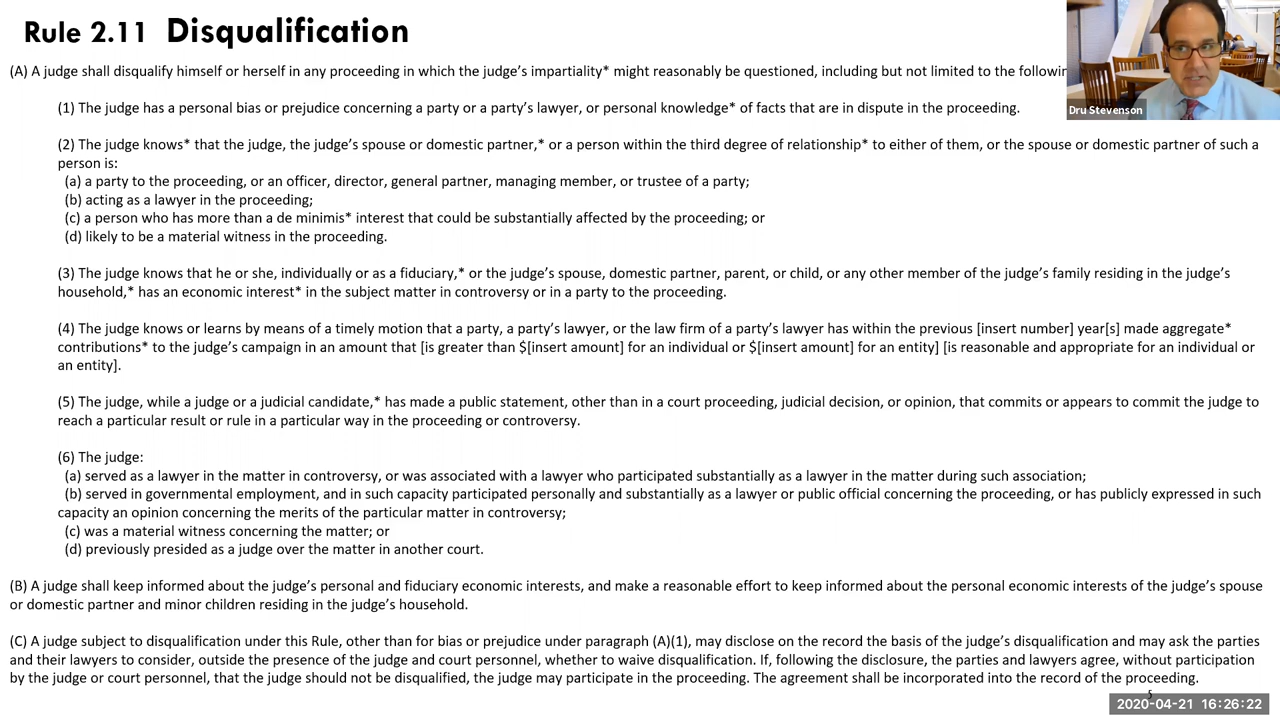 Rule 2.11 Disqualification
(A) A judge shall disqualify himself or herself in any proceeding in which the judge's impartiality* might reasonably be questioned, including but not limited to the
Dru Stevenson
(1) The judge has a personal bias or prejudice concerning a party or a party's lawyer, or personal knowledge* of facts that are in dispute in the proceeding.
(2) The judge knows* that the judge, the judge's spouse or domestic partner,* or a person within the third degree of relationship* to either of them, or the spouse or domestic partner of such a
person is:
(a) a party to the proceeding, or an officer, director, general partner, managing member, or trustee of a party;
(b) acting as a lawyer in the proceeding;
(c) a person who has more than a de minimis* interest that could be substantially affected by the proceeding; or
(d) likely to be a material witness in the proceeding.
(3) The judge knows that he or she, individually or as a fiduciary,* or the judge's spouse, domestic partner, parent, or child, or any other member of the judge's family residing in the judge's
household,* has an economic interest* in the subject matter in controversy or in a party to the proceeding.
(4) The judge knows or learns by means of a timely motion that a party, a party's lawyer, or the law firm of a party's lawyer has within the previous [insert number] year[s] made aggregate*
contributions* to the judge's campaign in an amount that [is greater than $[insert amount] for an individual or $[insert amount] for an entity] [is reasonable and appropriate for an individual or
an entity].
(5) The judge, while a judge or a judicial candidate,* has made a public statement, other than in a court proceeding, judicial decision, or opinion, that commits or appears to commit the judge to
reach a particular result or rule in a particular way in the proceeding or controversy.
(6) The judge:
(a) served as a lawyer in the matter in controversy, or was associated with a lawyer who participated substantially as a lawyer in the matter during such association;
(b) served in governmental employment, and in such capacity participated personally and substantially as a lawyer or public official concerning the proceeding, or has publicly expressed in such
capacity an opinion concerning the merits of the particular matter in controversy;
(c) was a material witness concerning the matter; or
(d) previously presided as a judge over the matter in another court.
(B) A judge shall keep informed about the judge's personal and fiduciary economic interests, and make a reasonable effort to keep informed about the personal economic interests of the judge's spouse
or domestic partner and minor children residing in the judge's household.
(C) A judge subject to disqualification under this Rule, other than for bias or prejudice under paragraph (A)(1), may disclose on the record the basis of the judge's disqualification and may ask the parties
and their lawyers to consider, outside the presence of the judge and court personnel, whether to waive disqualification. If, following the disclosure, the parties and lawyers agree, without participation
by the judge or court personnel, that the judge should not be disqualified, the judge may participate in the proceeding. The agreement shall be incorporated into the record of the proceeding.
2020-04-21 16:26:22